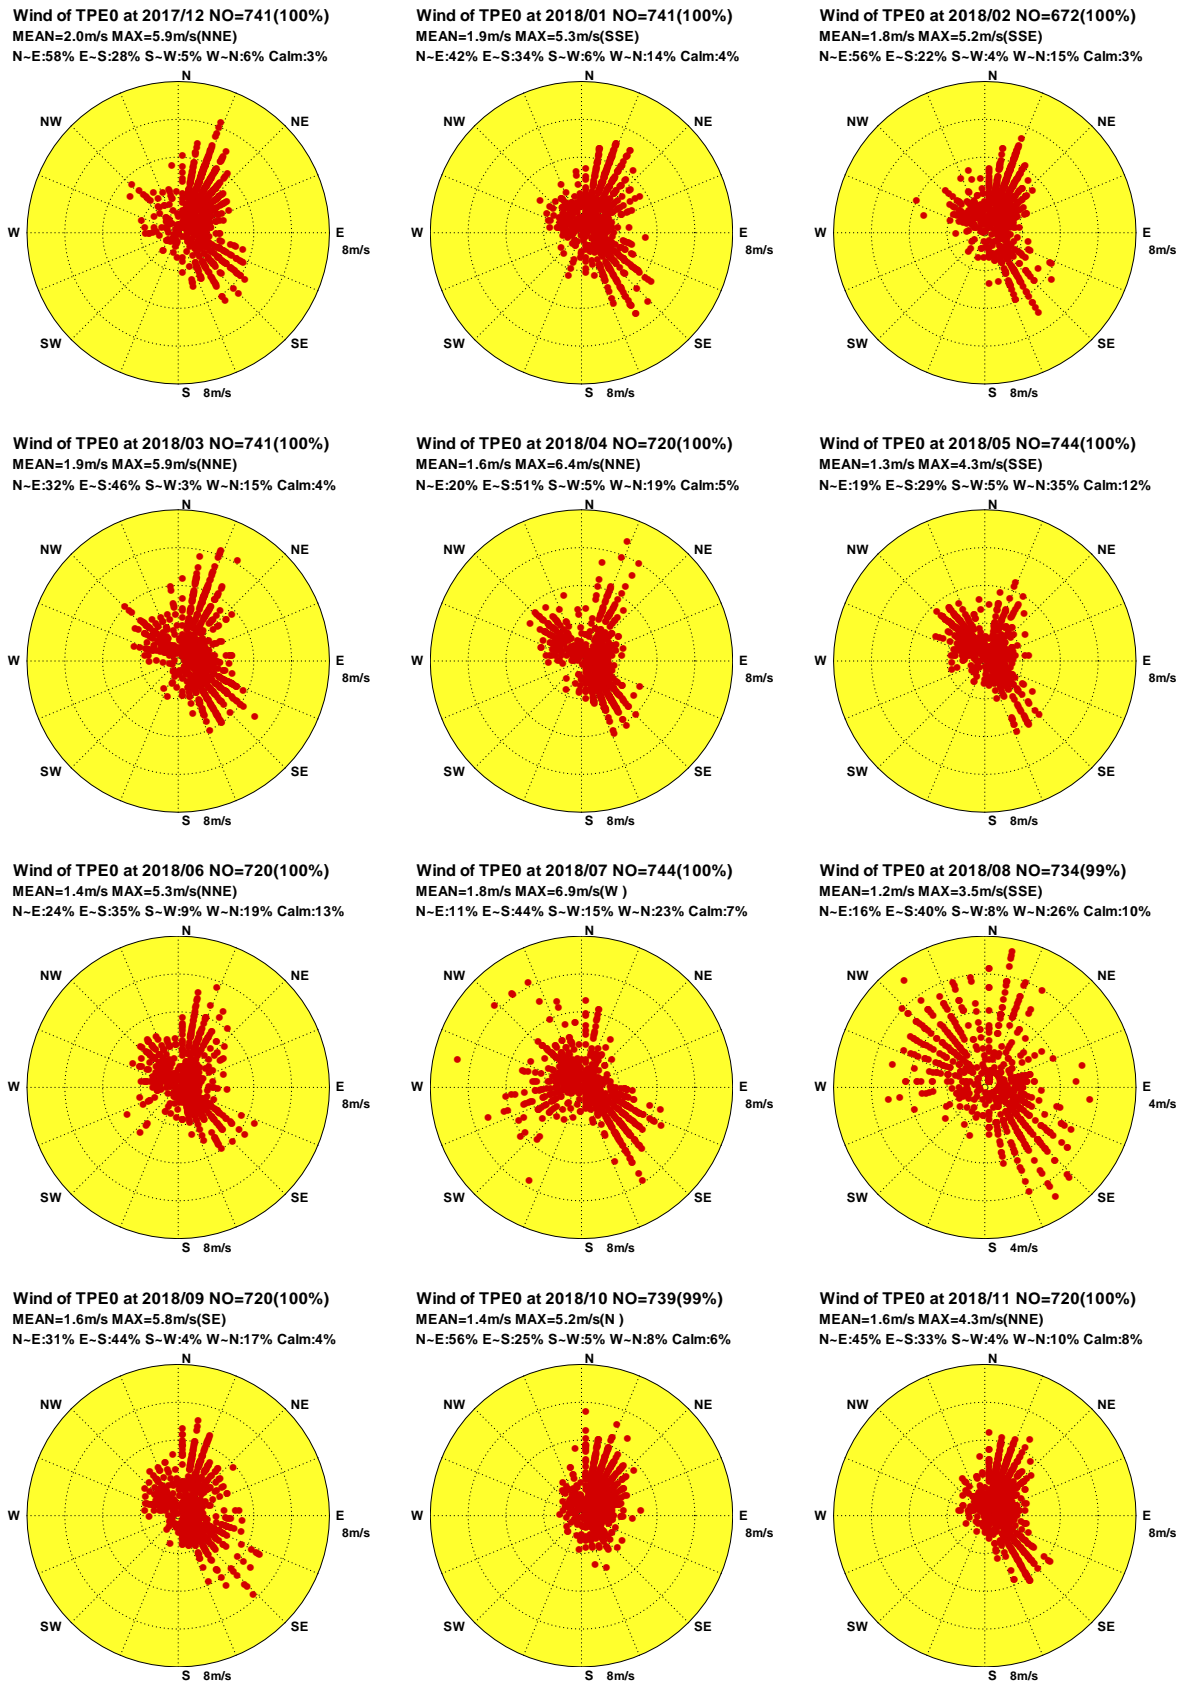 Wind of TPE0 at 2017/12 NO=741(100%)
MEAN=2.0m/s MAX=5.9m/s(NNE)
N~E:58% E~S:28% S~W:5% W~N:6% Calm:3%
N
NW
NE
W
E
8m/s
SW
SE
S 8m/s
Wind of TPE0 at 2018/01 NO=741(100%)
MEAN=1.9m/s MAX=5.3m/s(SSE)
N~E:42% E~S:34% S~W:6% W~N:14% Calm:4%
N
NW
NE
W
E
8m/s
SW
SE
S 8m/s
Wind of TPE0 at 2018/02 NO=672(100%)
MEAN=1.8m/s MAX=5.2m/s(SSE)
N~E:56% E~S:22% S~W:4% W~N:15% Calm:3%
N
NW
NE
W
E
8m/s
SW
SE
S 8m/s
Wind of TPE0 at 2018/03 NO=741(100%)
MEAN=1.9m/s MAX=5.9m/s(NNE)
N~E:32% E~S:46% S~W:3% W~N:15% Calm:4%
N
NW
NE
W
E
8m/s
SW
SE
S 8m/s
Wind of TPE0 at 2018/04 NO=720(100%)
MEAN=1.6m/s MAX=6.4m/s(NNE)
N~E:20% E~S:51% S~W:5% W~N:19% Calm:5%
N
NW
NE
W
E
8m/s
SW
SE
S 8m/s
Wind of TPE0 at 2018/05 NO=744(100%)
MEAN=1.3m/s MAX=4.3m/s(SSE)
N~E:19% E~S:29% S~W:5% W~N:35% Calm:12%
N
NW
NE
W
E
8m/s
SW
SE
S 8m/s
Wind of TPE0 at 2018/06 NO=720(100%)
MEAN=1.4m/s MAX=5.3m/s(NNE)
N~E:24% E~S:35% S~W:9% W~N:19% Calm:13%
N
NW
NE
W
E
8m/s
SW
SE
S 8m/s
Wind of TPE0 at 2018/07 NO=744(100%)
MEAN=1.8m/s MAX=6.9m/s(W )
N~E:11% E~S:44% S~W:15% W~N:23% Calm:7%
N
NW
NE
W
E
8m/s
SW
SE
S 8m/s
Wind of TPE0 at 2018/08 NO=734(99%)
MEAN=1.2m/s MAX=3.5m/s(SSE)
N~E:16% E~S:40% S~W:8% W~N:26% Calm:10%
N
NW
NE
W
E
4m/s
SW
SE
S 4m/s
Wind of TPE0 at 2018/09 NO=720(100%)
MEAN=1.6m/s MAX=5.8m/s(SE)
N~E:31% E~S:44% S~W:4% W~N:17% Calm:4%
N
NW
NE
W
E
8m/s
SW
SE
S 8m/s
Wind of TPE0 at 2018/10 NO=739(99%)
MEAN=1.4m/s MAX=5.2m/s(N )
N~E:56% E~S:25% S~W:5% W~N:8% Calm:6%
N
NW
NE
W
E
8m/s
SW
SE
S 8m/s
Wind of TPE0 at 2018/11 NO=720(100%)
MEAN=1.6m/s MAX=4.3m/s(NNE)
N~E:45% E~S:33% S~W:4% W~N:10% Calm:8%
N
NW
NE
W
E
8m/s
SW
SE
S 8m/s